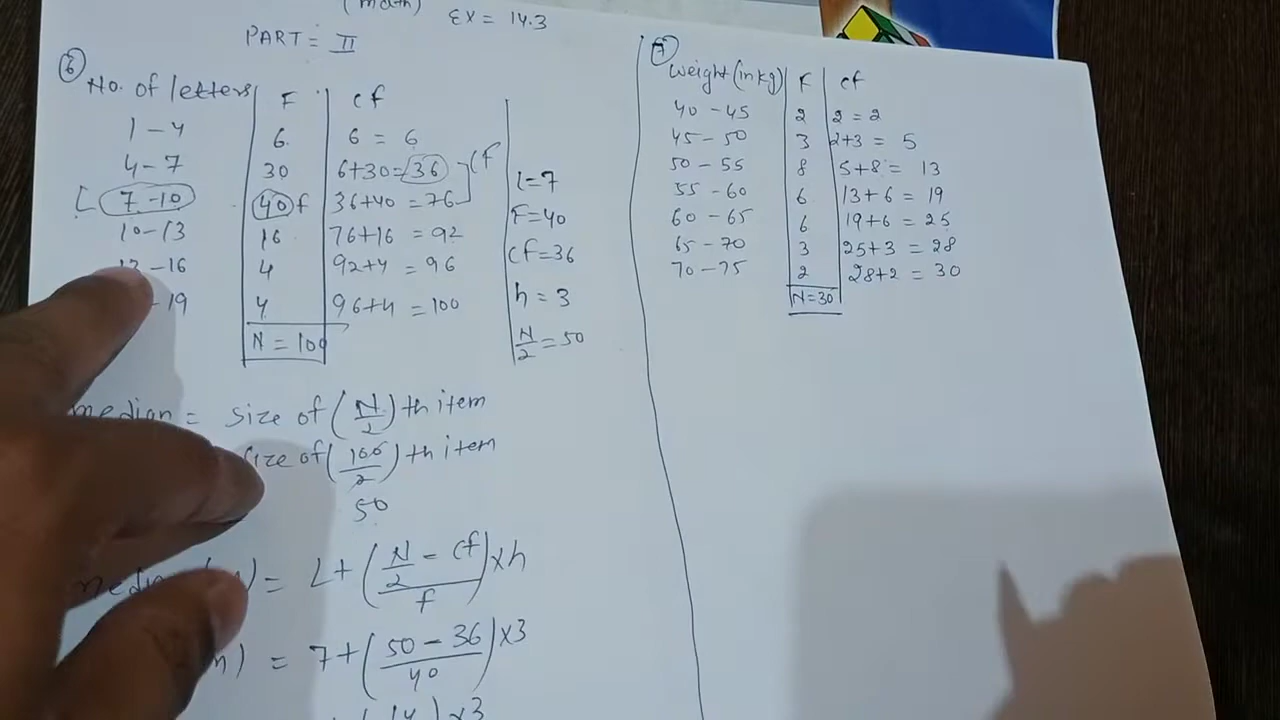 (math) EX = 14.3
PART = II
6
No. of letters F cf
1 - 4 6 6 = 6
4 - 7 30 6+30 = 36 cf
L 7 - 10 40 f 36+40 = 76
10 - 13 16 76+16 = 92
13 - 16 4 92+4 = 96
- 19 4 96+4 = 100
N = 100
l = 7
F = 40
cf = 36
h = 3
N/2 = 50
median = size of (N/2) th item
size of (100/2) th item
50
= L + (N/2 - cf / f) × h
= 7 + (50 - 36 / 40) × 3
(14 ) × 3
7
Weight (in kg) F cf
40 - 45 2 2 = 2
45 - 50 3 2+3 = 5
50 - 55 8 5+8 = 13
55 - 60 6 13+6 = 19
60 - 65 6 19+6 = 25
65 - 70 3 25+3 = 28
70 - 75 2 28+2 = 30
N = 30